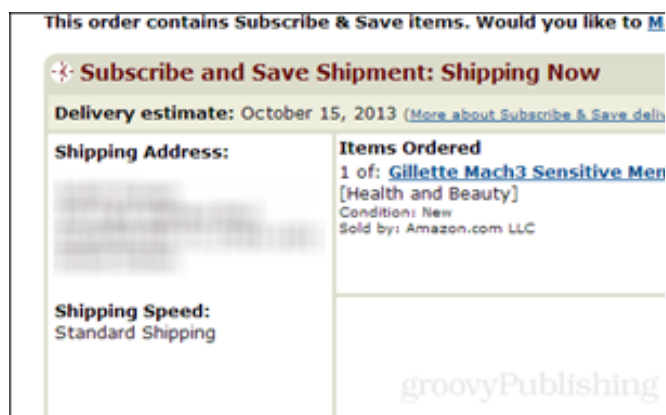 This order contains Subscribe & Save items. Would you like to
Subscribe and Save Shipment: Shipping Now
Delivery estimate: October 15, 2013 (More about Subscribe & Save
Shipping Address:
Items Ordered
1 of: Gillette Mach3 Sensitive Men
[Health and Beauty]
Condition: New
Sold by: Amazon.com LLC
Shipping Speed:
Standard Shipping
groovyPublishing